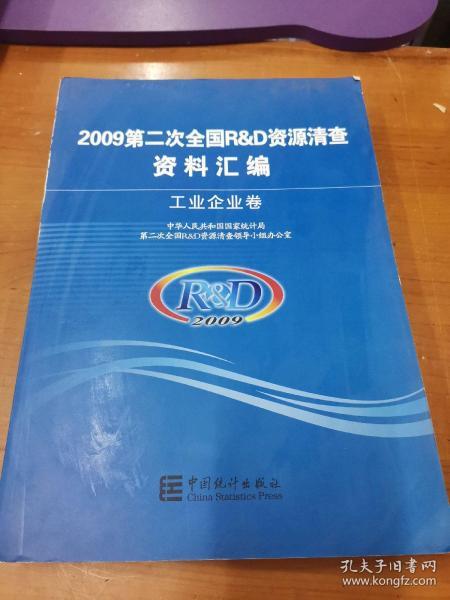 2009第二次全国R&D资源清查
资料汇编
工业企业卷
中华人民共和国国家统计局
第二次全国R&D资源清查领导小组办公室
R&D
2009
中国统计出版社
China Statistics Press
孔夫子旧书网
www.kongfz.com